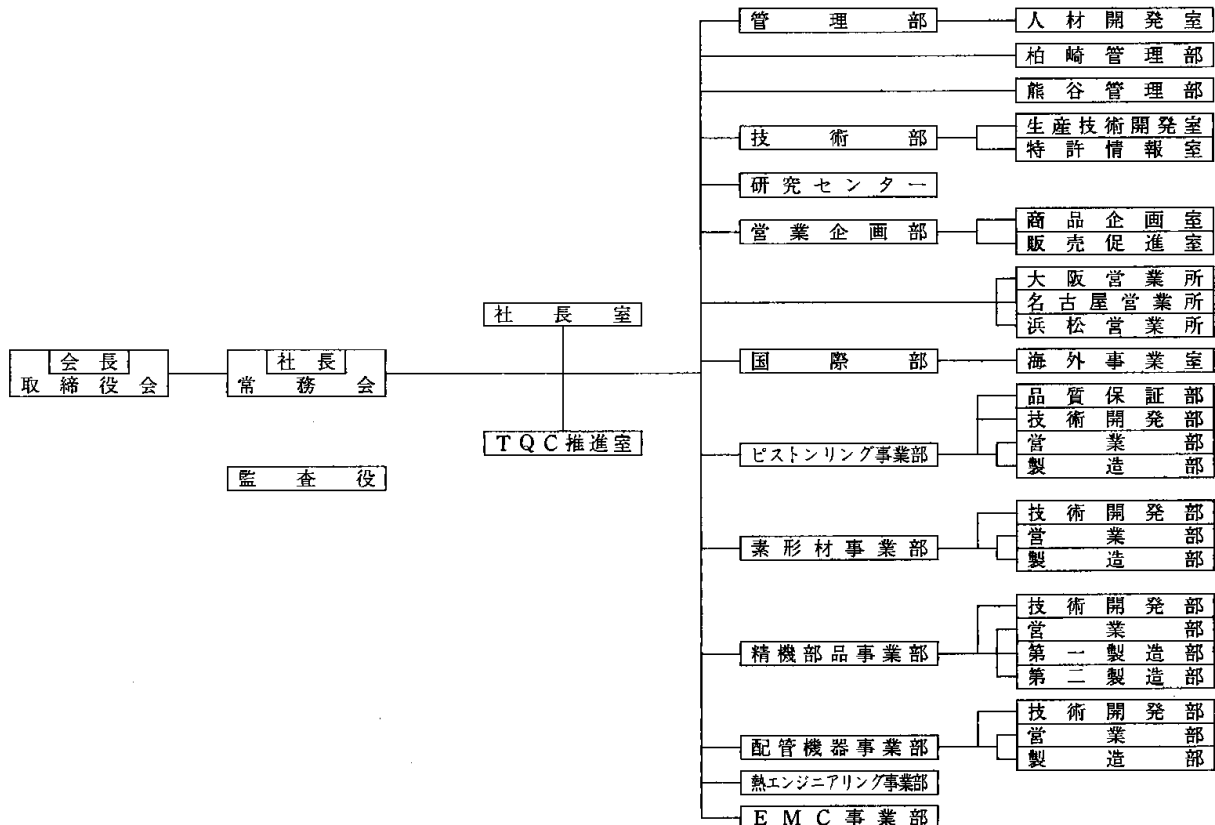 管理部
人材開発室
柏崎管理部
熊谷管理部
技術部
生産技術開発室
特許情報室
研究センター
営業企画部
商品企画室
販売促進室
大阪営業所
名古屋営業所
浜松営業所
社長室
会長
取締役会
社長
常務会
国際部
海外事業室
TQC推進室
監査役
ピストンリング事業部
品質保証部
技術開発部
営業部
製造部
素形材事業部
技術開発部
営業部
製造部
精機部品事業部
技術開発部
営業部
第一製造部
第二製造部
配管機器事業部
技術開発部
営業部
製造部
熱エンジニアリング事業部
EMC事業部